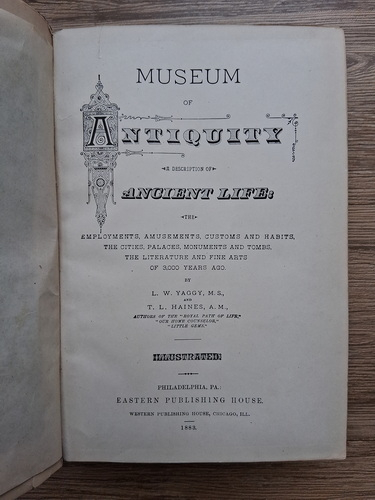 MUSEUM
OF
ANTIQUITY
A DESCRIPTION OF
ANCIENT LIFE:
THE
EMPLOYMENTS, AMUSEMENTS, CUSTOMS AND HABITS,
THE CITIES, PALACES, MONUMENTS AND TOMBS,
THE LITERATURE AND FINE ARTS
OF 3,000 YEARS AGO.
BY
L. W. YAGGY, M.S.,
AND
T. L. HAINES, A.M.,
AUTHORS OF THE "ROYAL PATH OF LIFE,"
"OUR HOME COUNSELOR,"
"LITTLE GEMS."
ILLUSTRATED
PHILADELPHIA, PA.:
EASTERN PUBLISHING HOUSE.
WESTERN PUBLISHING HOUSE, CHICAGO, ILL.
1883.